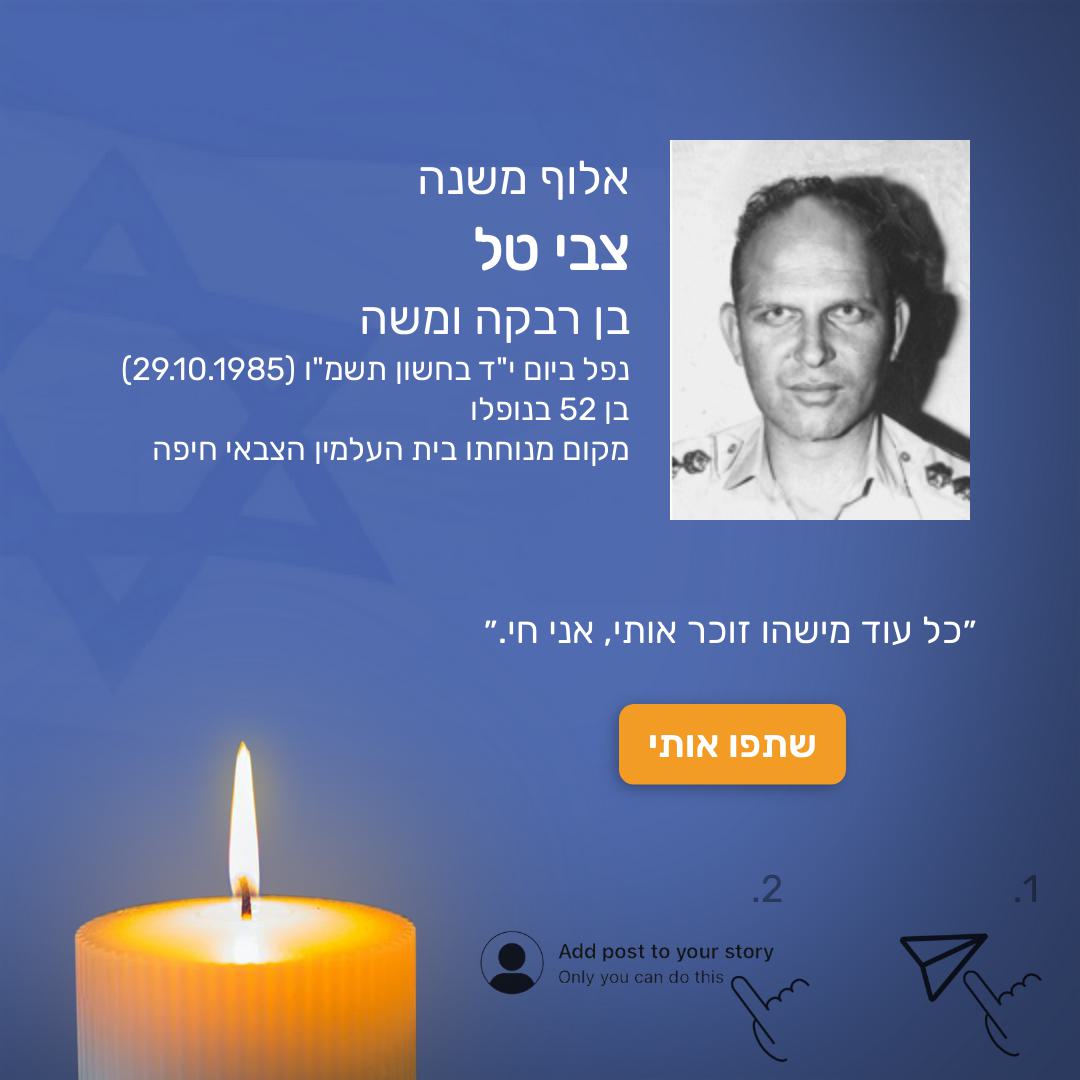 אלוף משנה
צבי טל
בן רבקה ומשה
נפל ביום י"ד בחשון תשמ"ו (29.10.1985)
בן 52 בנופלו
מקום מנוחתו בית העלמין הצבאי חיפה
״כל עוד מישהו זוכר אותי, אני חי.״
שתפו אותי
.1
.2
Add post to your story
Only you can do this